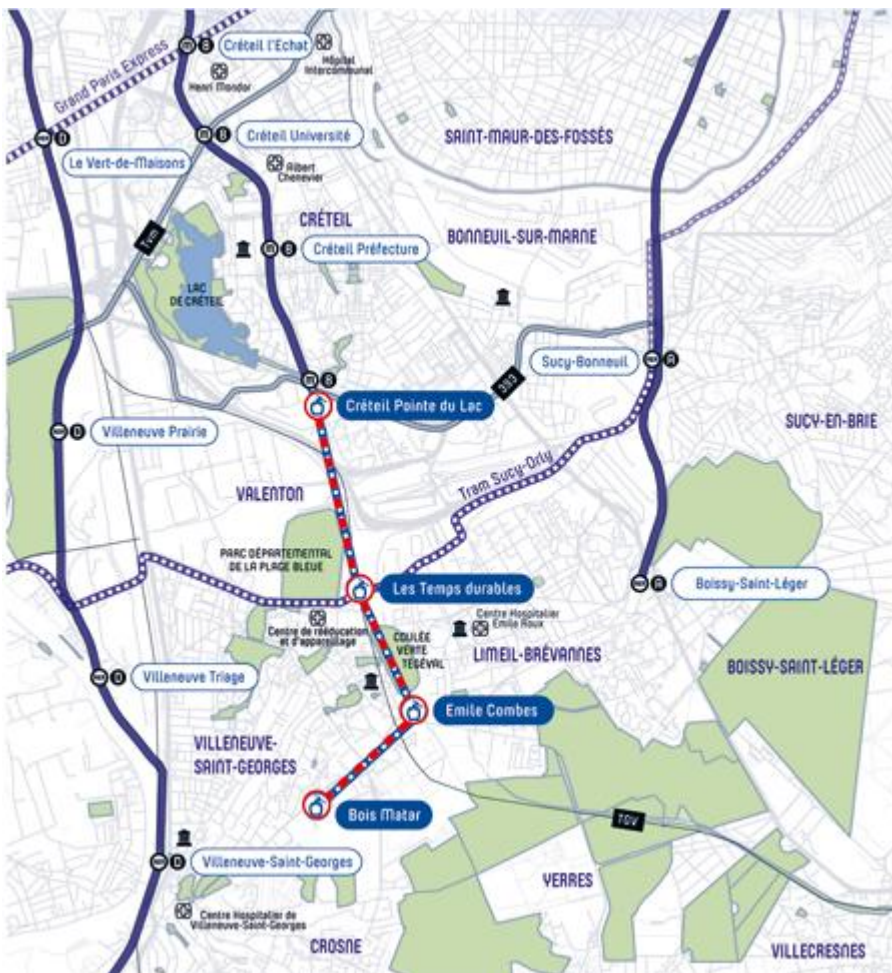 Créteil l'Echat
Hôpital
Intercommunal
Grand Paris Express
Henri Mondor
Créteil Université
SAINT-MAUR-DES-FOSSÉS
Le Vert-de-Maisons
Albert
Chenevier
CRÉTEIL
BONNEUIL-SUR-MARNE
Tvm
Créteil Préfecture
LAC
DE CRÉTEIL
Sucy-Bonneuil
393
Créteil Pointe du Lac
SUCY-EN-BRIE
Villeneuve Prairie
Tram Sucy-Orly
VALENTON
PARC DÉPARTEMENTAL
DE LA PLAGE BLEUE
Les Temps durables
Boissy-Saint-Léger
Centre Hospitalier
Emile Roux
Centre de rééducation
et d'appareillage
COULÉE
VERTE
TEGEVAL
LIMEIL-BRÉVANNES
BOISSY-SAINT-LÉGER
Villeneuve Triage
Emile Combes
VILLENEUVE-
SAINT-GEORGES
Bois Matar
TGV
Villeneuve-Saint-Georges
YERRES
Centre Hospitalier de
Villeneuve-Saint-Georges
CROSNE
VILLECRESNES